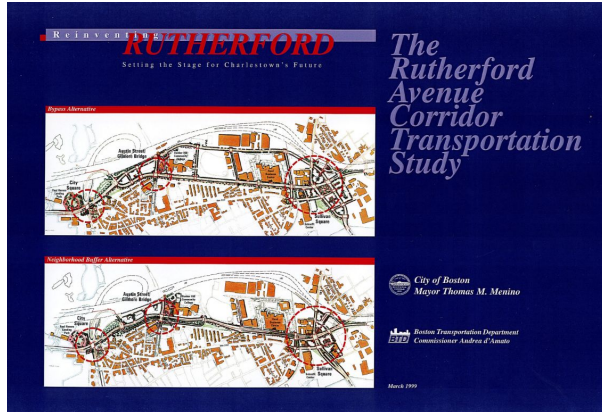 Reinventing
RUTHERFORD
Setting the Stage for Charlestown's Future
The
Rutherford
Avenue
Corridor
Transportation
Study
Bypass Alternative
Austin Street/
Gilmore Bridge
City
Square
Sullivan
Square
Neighborhood Buffer Alternative
Austin Street/
Gilmore Bridge
City
Square
Sullivan
Square
City of Boston
Mayor Thomas M. Menino
BTD
Boston Transportation Department
Commissioner Andrea d'Amato
March 1999